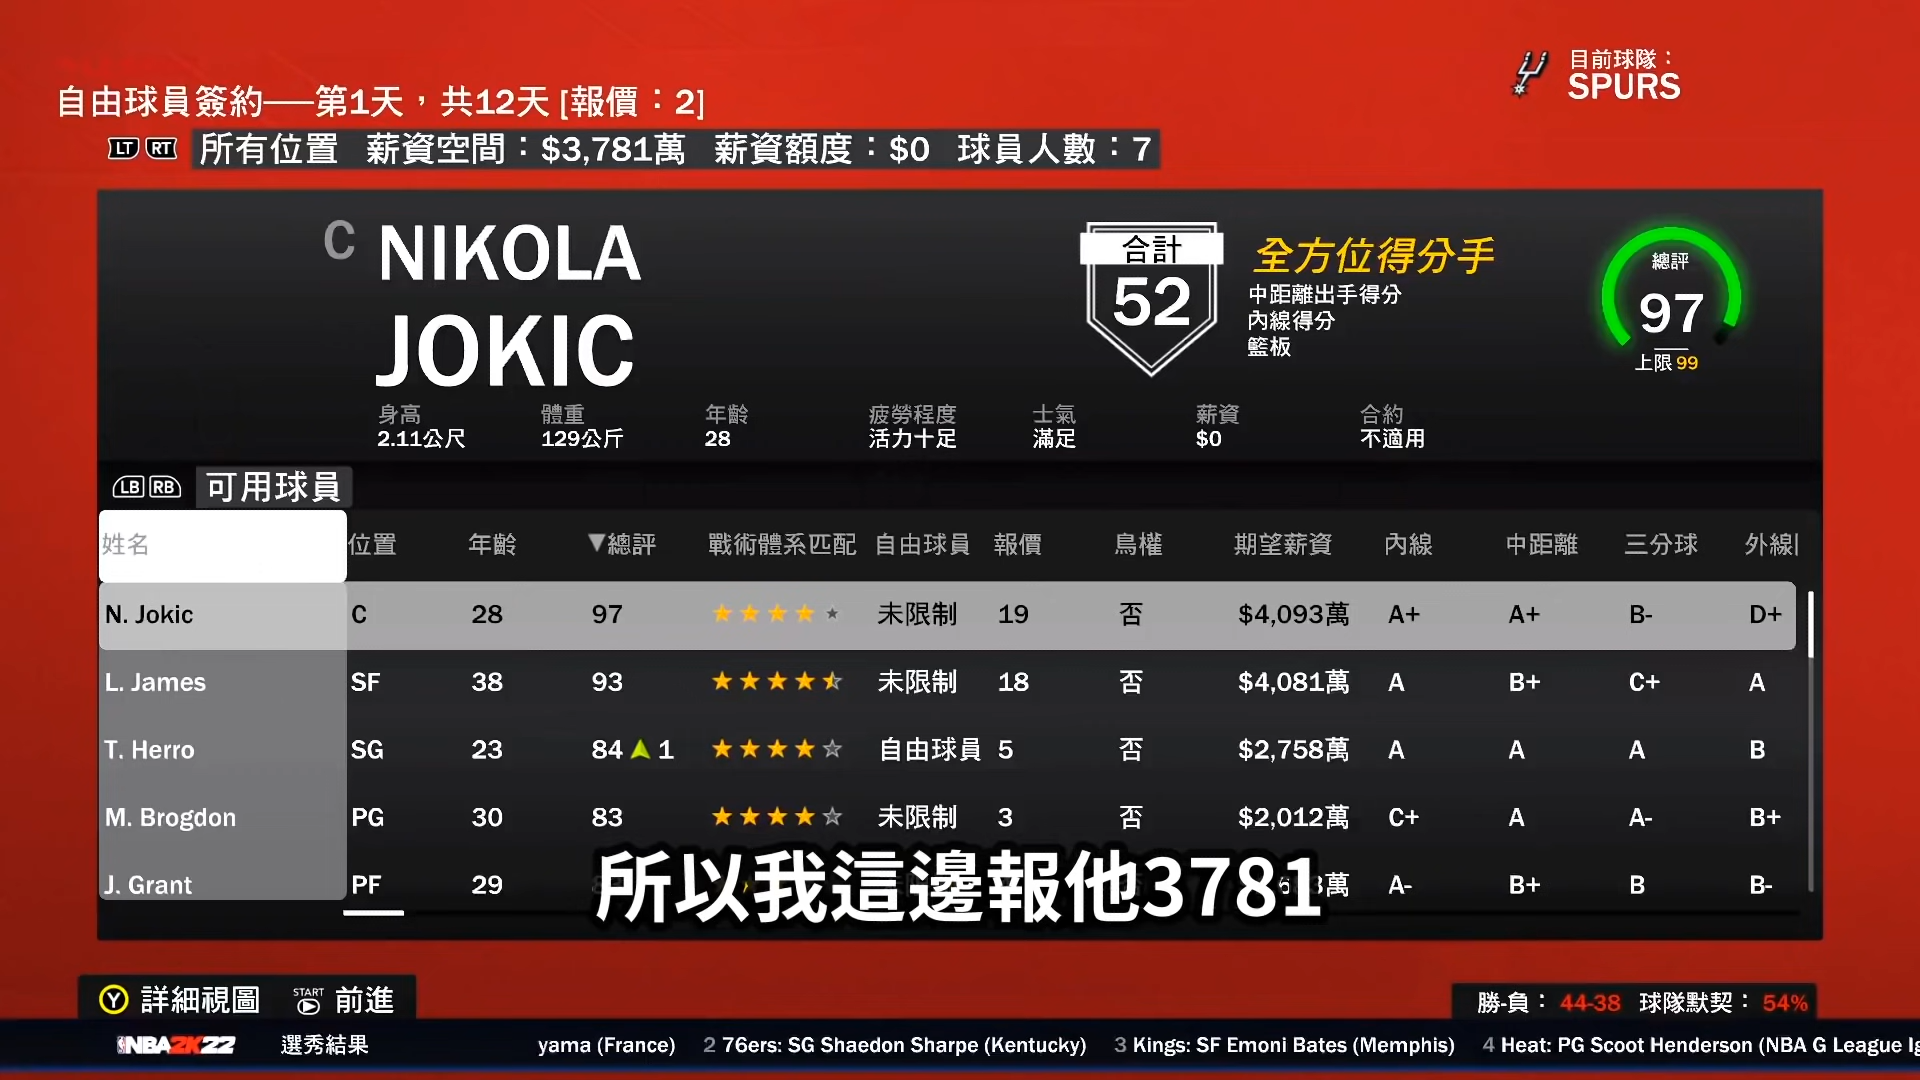 目前球隊：
SPURS
自由球員簽約──第1天，共12天 [報價：2]
LT RT 所有位置 薪資空間：$3,781萬 薪資額度：$0 球員人數：7
C NIKOLA
JOKIC
合計
52
全方位得分手
中距離出手得分
內線得分
籃板
總評
97
上限 99
身高 體重 年齡 疲勞程度 士氣 薪資 合約
2.11公尺 129公斤 28 活力十足 滿足 $0 不適用
LB RB 可用球員
姓名 位置 年齡 ▼總評 戰術體系匹配 自由球員 報價 鳥權 期望薪資 內線 中距離 三分球 外線
N. Jokic C 28 97 ★★★★★ 未限制 19 否 $4,093萬 A+ A+ B- D+
L. James SF 38 93 未限制 18 否 $4,081萬 A B+ C+ A
T. Herro SG 23 84 ▲ 1 ★★★★☆ 自由球員 5 否 $2,758萬 A A A B
M. Brogdon PG 30 83 ★★★★☆ 未限制 3 否 $2,012萬 C+ A A- B+
J. Grant PF 29 萬 A- B+ B B-
所以我這邊報他3781
Y 詳細視圖 START 前進
勝-負： 44-38 球隊默契： 54%
NBA2K22 選秀結果 yama (France) 2 76ers: SG Shaedon Sharpe (Kentucky) 3 Kings: SF Emoni Bates (Memphis) 4 Heat: PG Scoot Henderson (NBA G League Ig